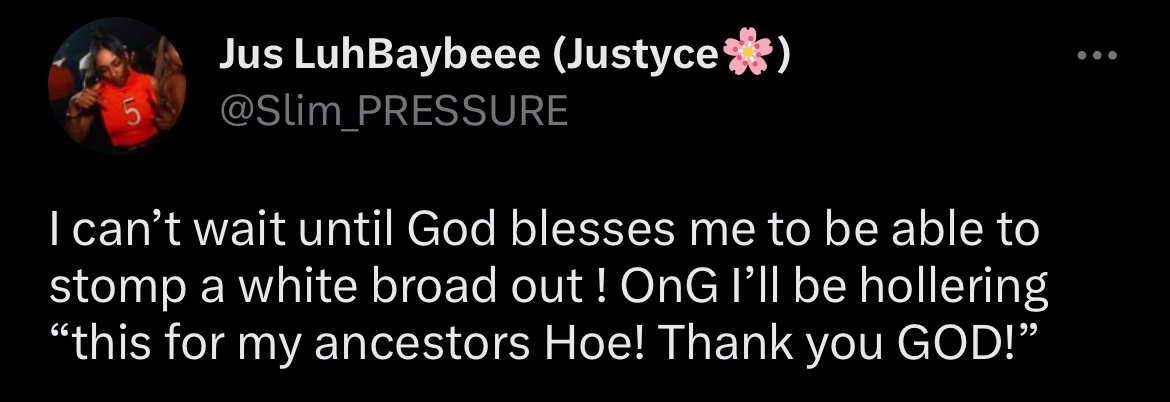 Jus LuhBaybeee (Justyce🌸)
@Slim_PRESSURE
I can’t wait until God blesses me to be able to
stomp a white broad out ! OnG I’ll be hollering
“this for my ancestors Hoe! Thank you GOD!”
5